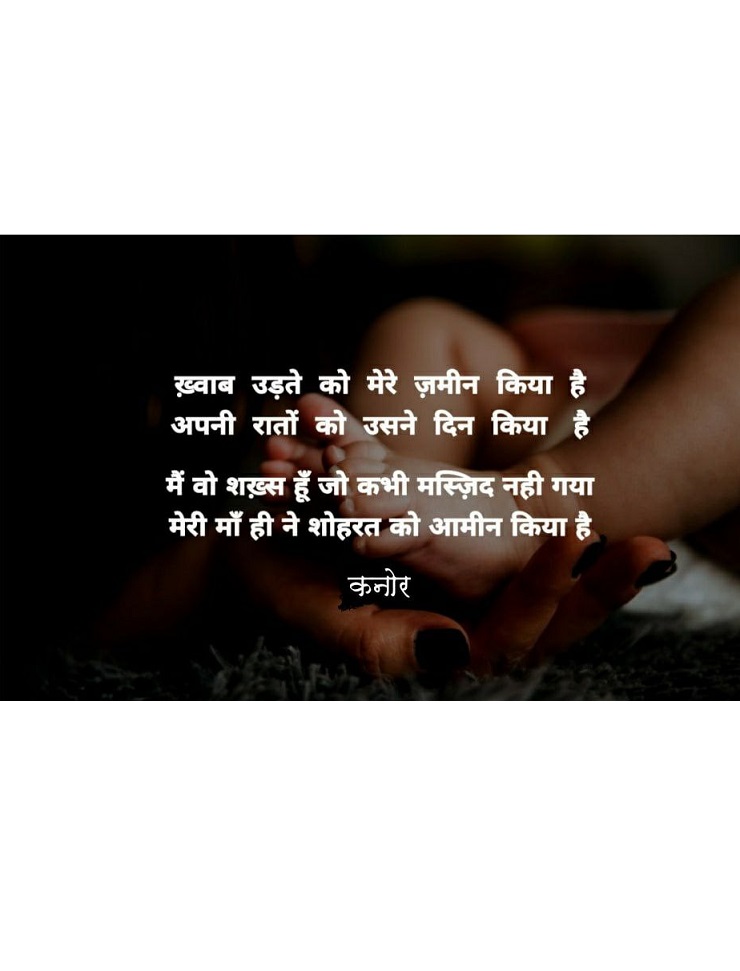 ख़्वाब उड़ते को मेरे ज़मीन किया है
अपनी रातों को उसने दिन किया है
मैं वो शख़्स हूँ जो कभी मस्ज़िद नही गया
मेरी माँ ही ने शोहरत को आमीन किया है
कनोर